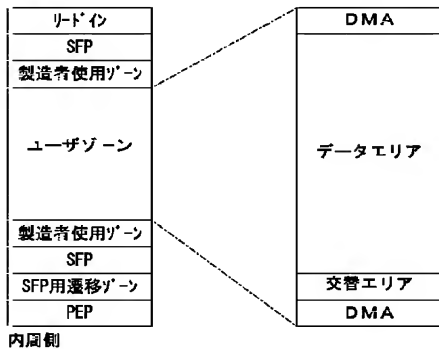 リードイン
SFP
製造者使用ゾーン
ユーザゾーン
製造者使用ゾーン
SFP
SFP用遷移ゾーン
PEP
内周側
DMA
データエリア
交替エリア
DMA